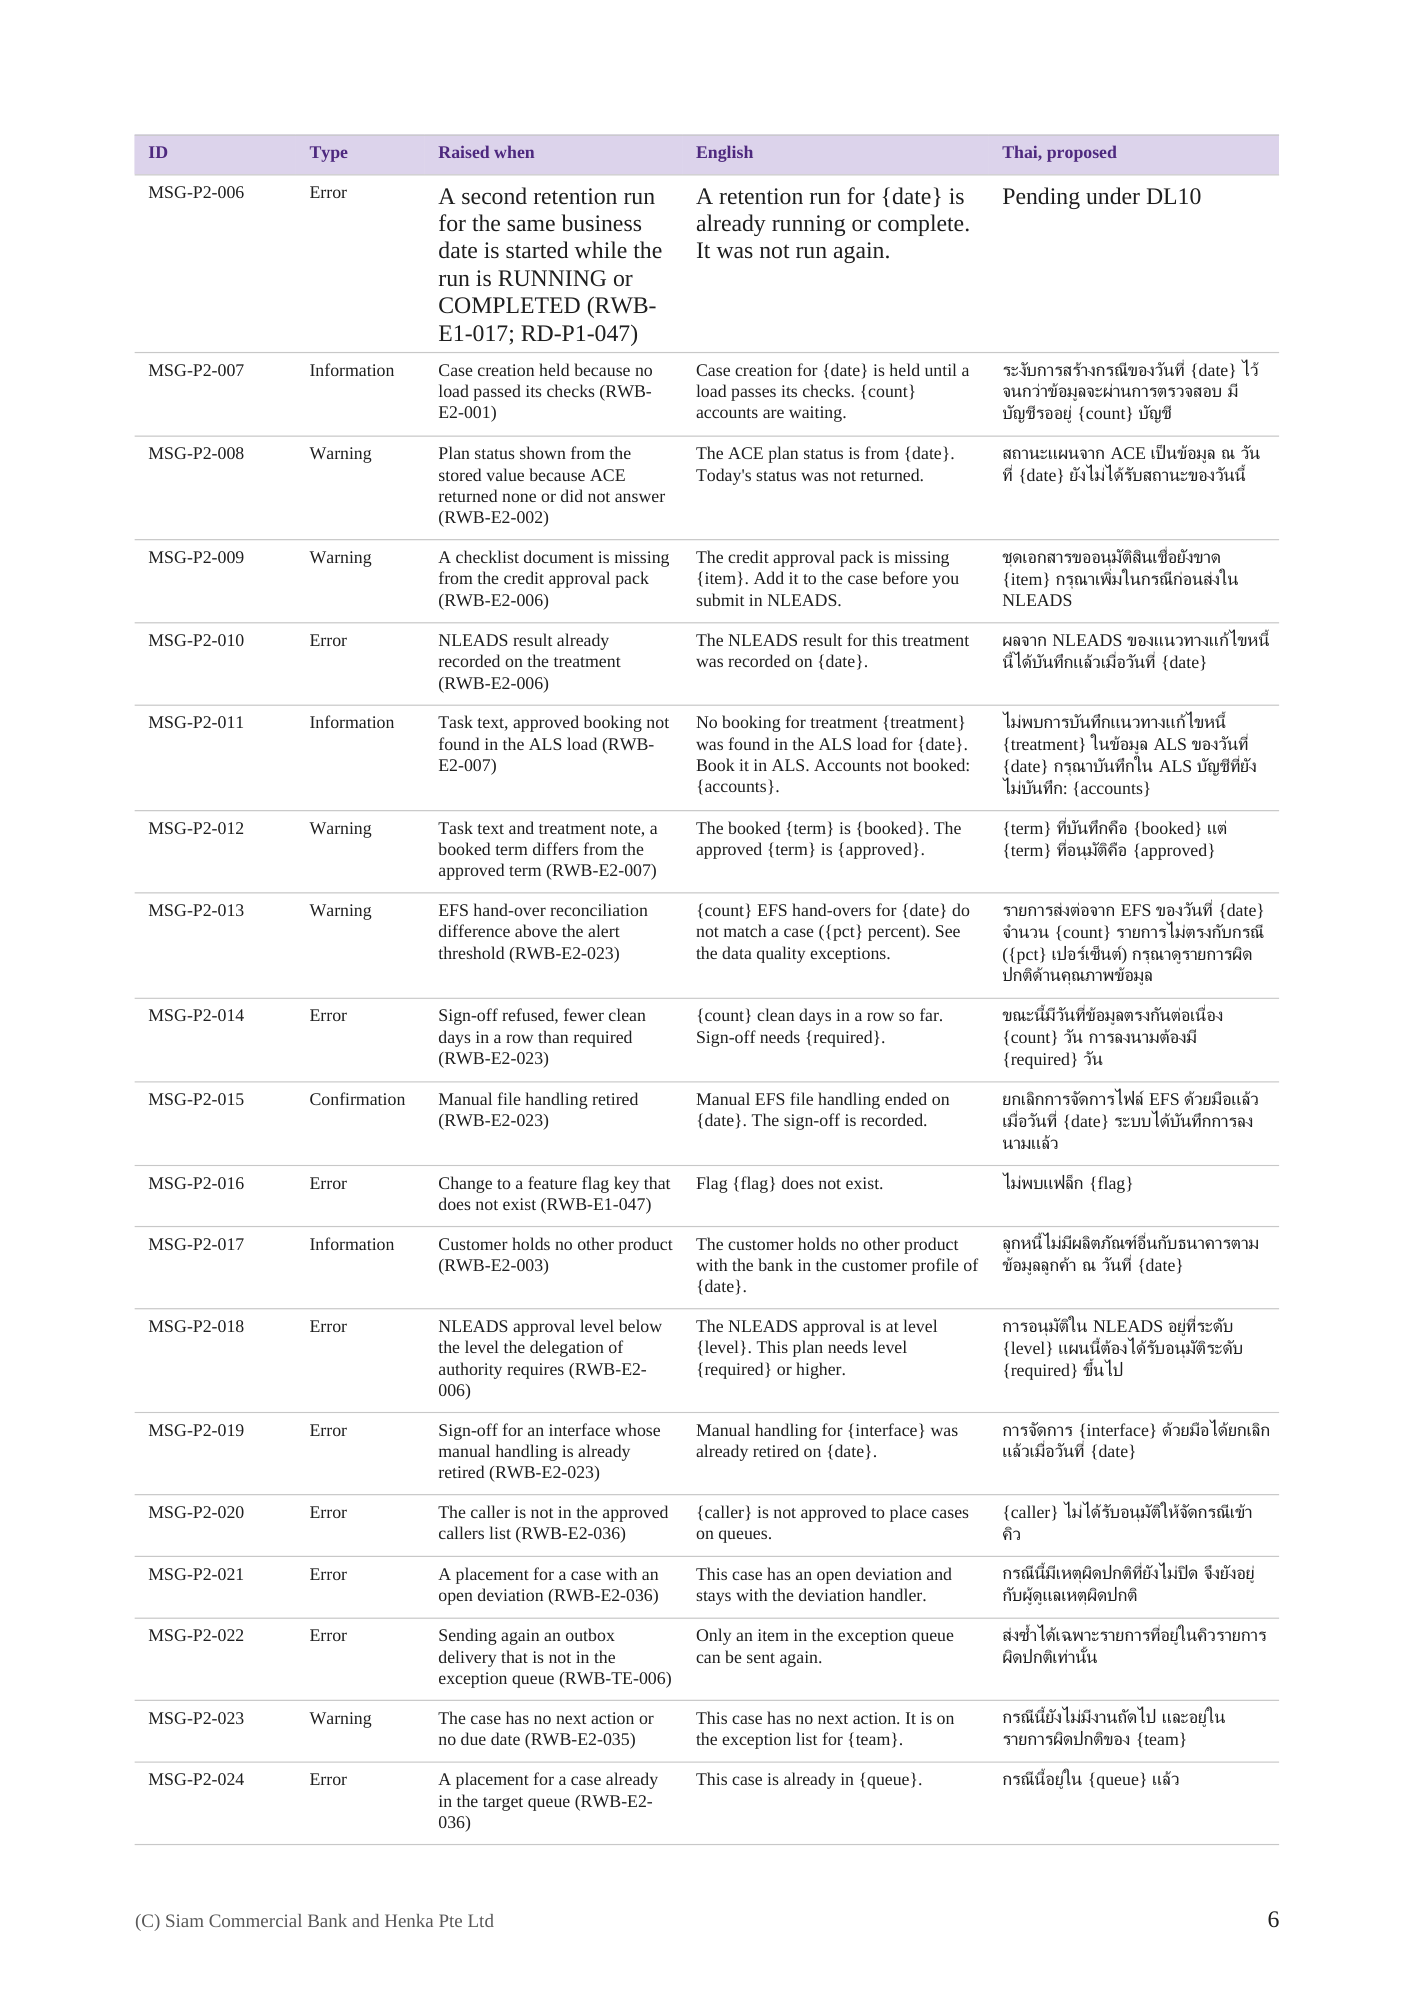 ID Type Raised when English Thai, proposed
MSG-P2-006 Error A second retention run A retention run for {date} is Pending under DL10
for the same business already running or complete.
date is started while the It was not run again.
run is RUNNING or
COMPLETED (RWB-
E1-017; RD-P1-047)
MSG-P2-007 Information Case creation held because no Case creation for {date} is held until a ระงับการสร้างกรณีของวันที่ {date} ไว้
load passed its checks (RWB- load passes its checks. {count} จนกว่าข้อมูลจะผ่านการตรวจสอบ มี
E2-001) accounts are waiting. บัญชีรออยู่ {count} บัญชี
MSG-P2-008 Warning Plan status shown from the The ACE plan status is from {date}. สถานะแผนจาก ACE เป็นข้อมูล ณ วัน
stored value because ACE Today's status was not returned. ที่ {date} ยังไม่ได้รับสถานะของวันนี้
returned none or did not answer
(RWB-E2-002)
MSG-P2-009 Warning A checklist document is missing The credit approval pack is missing ชุดเอกสารขออนุมัติสินเชื่อยังขาด
from the credit approval pack {item}. Add it to the case before you {item} กรุณาเพิ่มในกรณีก่อนส่งใน
(RWB-E2-006) submit in NLEADS. NLEADS
MSG-P2-010 Error NLEADS result already The NLEADS result for this treatment ผลจาก NLEADS ของแนวทางแก้ไขหนี้
recorded on the treatment was recorded on {date}. นี้ได้บันทึกแล้วเมื่อวันที่ {date}
(RWB-E2-006)
MSG-P2-011 Information Task text, approved booking not No booking for treatment {treatment} ไม่พบการบันทึกแนวทางแก้ไขหนี้
found in the ALS load (RWB- was found in the ALS load for {date}. {treatment} ในข้อมูล ALS ของวันที่
E2-007) Book it in ALS. Accounts not booked: {date} กรุณาบันทึกใน ALS บัญชีที่ยัง
{accounts}. ไม่บันทึก: {accounts}
MSG-P2-012 Warning Task text and treatment note, a The booked {term} is {booked}. The {term} ที่บันทึกคือ {booked} แต่
booked term differs from the approved {term} is {approved}. {term} ที่อนุมัติคือ {approved}
approved term (RWB-E2-007)
MSG-P2-013 Warning EFS hand-over reconciliation {count} EFS hand-overs for {date} do รายการส่งต่อจาก EFS ของวันที่ {date}
difference above the alert not match a case ({pct} percent). See จำนวน {count} รายการไม่ตรงกับกรณี
threshold (RWB-E2-023) the data quality exceptions. ({pct} เปอร์เซ็นต์) กรุณาดูรายการผิด
ปกติด้านคุณภาพข้อมูล
MSG-P2-014 Error Sign-off refused, fewer clean {count} clean days in a row so far. ขณะนี้มีวันที่ข้อมูลตรงกันต่อเนื่อง
days in a row than required Sign-off needs {required}. {count} วัน การลงนามต้องมี
(RWB-E2-023) {required} วัน
MSG-P2-015 Confirmation Manual file handling retired Manual EFS file handling ended on ยกเลิกการจัดการไฟล์ EFS ด้วยมือแล้ว
(RWB-E2-023) {date}. The sign-off is recorded. เมื่อวันที่ {date} ระบบได้บันทึกการลง
นามแล้ว
MSG-P2-016 Error Change to a feature flag key that Flag {flag} does not exist. ไม่พบแฟล็ก {flag}
does not exist (RWB-E1-047)
MSG-P2-017 Information Customer holds no other product The customer holds no other product ลูกหนี้ไม่มีผลิตภัณฑ์อื่นกับธนาคารตาม
(RWB-E2-003) with the bank in the customer profile of ข้อมูลลูกค้า ณ วันที่ {date}
{date}.
MSG-P2-018 Error NLEADS approval level below The NLEADS approval is at level การอนุมัติใน NLEADS อยู่ที่ระดับ
the level the delegation of {level}. This plan needs level {level} แผนนี้ต้องได้รับอนุมัติระดับ
authority requires (RWB-E2- {required} or higher. {required} ขึ้นไป
006)
MSG-P2-019 Error Sign-off for an interface whose Manual handling for {interface} was การจัดการ {interface} ด้วยมือได้ยกเลิก
manual handling is already already retired on {date}. แล้วเมื่อวันที่ {date}
retired (RWB-E2-023)
MSG-P2-020 Error The caller is not in the approved {caller} is not approved to place cases {caller} ไม่ได้รับอนุมัติให้จัดกรณีเข้า
callers list (RWB-E2-036) on queues. คิว
MSG-P2-021 Error A placement for a case with an This case has an open deviation and กรณีนี้มีเหตุผิดปกติที่ยังไม่ปิด จึงยังอยู่
open deviation (RWB-E2-036) stays with the deviation handler. กับผู้ดูแลเหตุผิดปกติ
MSG-P2-022 Error Sending again an outbox Only an item in the exception queue ส่งซ้ำได้เฉพาะรายการที่อยู่ในคิวรายการ
delivery that is not in the can be sent again. ผิดปกติเท่านั้น
exception queue (RWB-TE-006)
MSG-P2-023 Warning The case has no next action or This case has no next action. It is on กรณีนี้ยังไม่มีงานถัดไป และอยู่ใน
no due date (RWB-E2-035) the exception list for {team}. รายการผิดปกติของ {team}
MSG-P2-024 Error A placement for a case already This case is already in {queue}. กรณีนี้อยู่ใน {queue} แล้ว
in the target queue (RWB-E2-
036)
(C) Siam Commercial Bank and Henka Pte Ltd 6